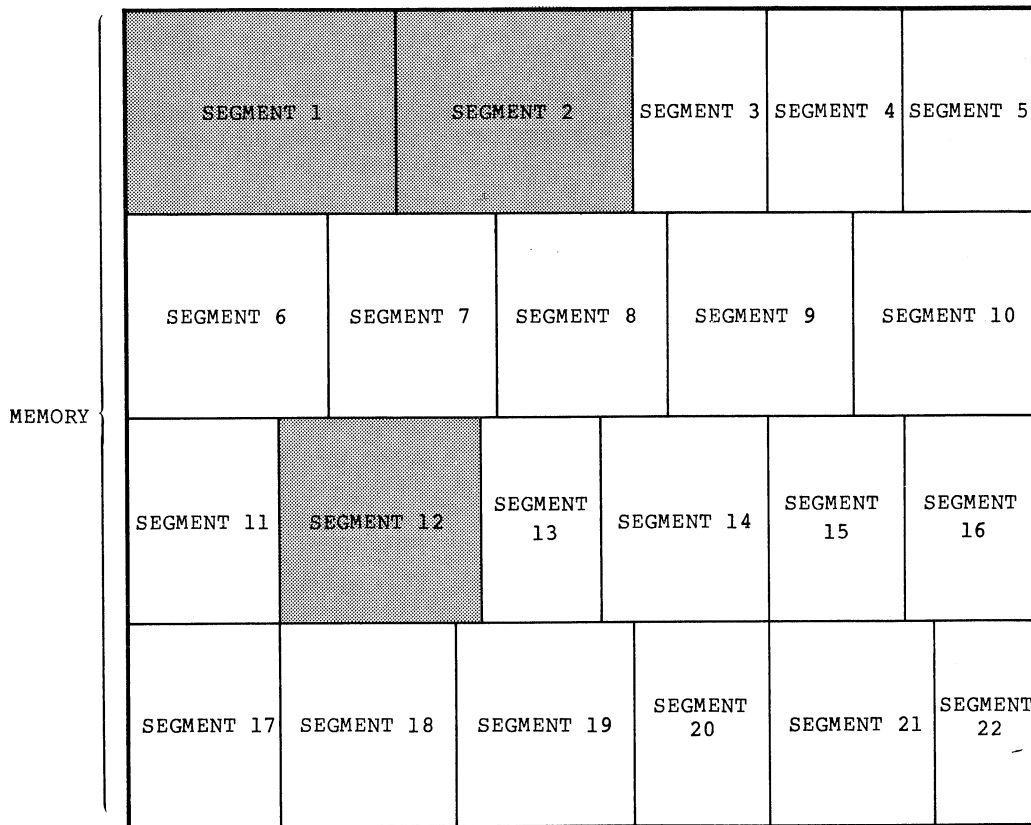 SEGMENT 1
SEGMENT 2
SEGMENT 3
SEGMENT 4
SEGMENT 5
SEGMENT 6
SEGMENT 7
SEGMENT 8
SEGMENT 9
SEGMENT 10
MEMORY
SEGMENT 11
SEGMENT 12
SEGMENT
13
SEGMENT 14
SEGMENT
15
SEGMENT
16
SEGMENT 17
SEGMENT 18
SEGMENT 19
SEGMENT
20
SEGMENT 21
SEGMENT
22